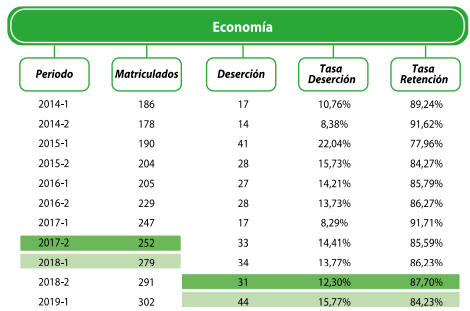 Economía
Periodo Matriculados Deserción Tasa Deserción Tasa Retención
2014-1 186 17 10,76% 89,24%
2014-2 178 14 8,38% 91,62%
2015-1 190 41 22,04% 77,96%
2015-2 204 28 15,73% 84,27%
2016-1 205 27 14,21% 85,79%
2016-2 229 28 13,73% 86,27%
2017-1 247 17 8,29% 91,71%
2017-2 252 33 14,41% 85,59%
2018-1 279 34 13,77% 86,23%
2018-2 291 31 12,30% 87,70%
2019-1 302 44 15,77% 84,23%